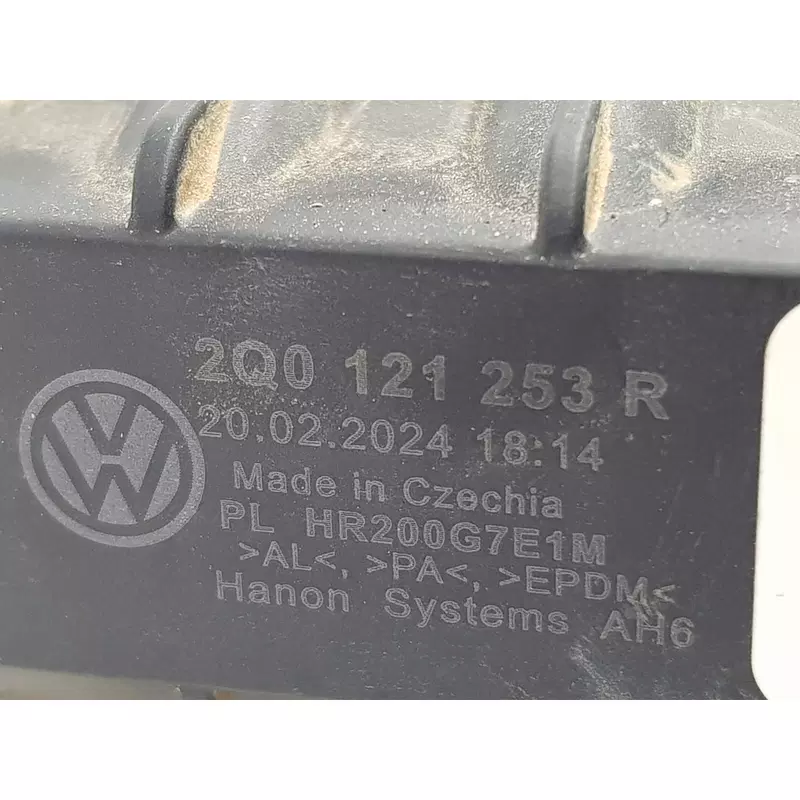 2Q0 121 253 R
20.02.2024 18:14
Made in Czechia
PL HR200G7E1M
>AL<, >PA<, >EPDM<
Hanon Systems AH6